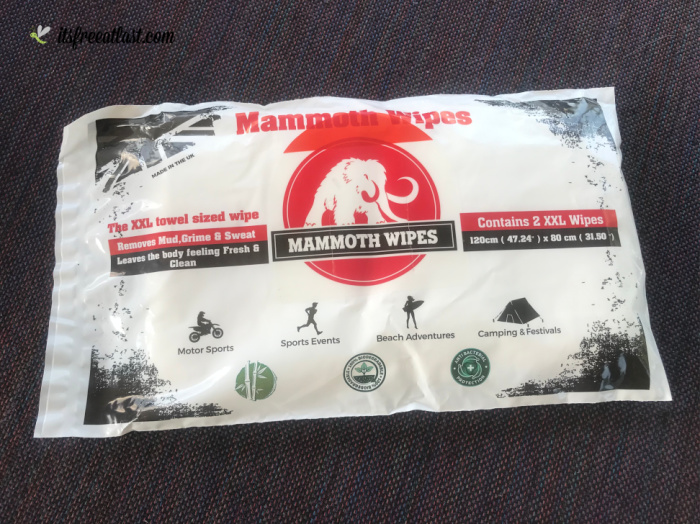 itsfreeatlast.com
Mammoth Wipes
MADE IN THE UK
The XXL towel sized wipe
Removes Mud,Grime & Sweat
Leaves the body feeling Fresh &
Clean
MAMMOTH WIPES
Contains 2 XXL Wipes
120cm ( 47.24" ) x 80 cm ( 31.50 ")
Motor Sports
Sports Events
Beach Adventures
Camping & Festivals
ANTIBACTERIAL
PROTECTION